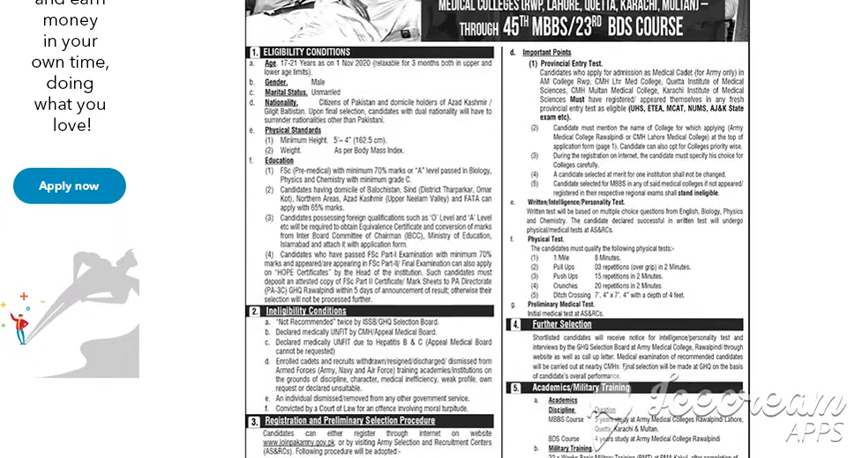 and earn
money
in your
own time,
doing
what you
love!
Apply now
MEDICAL COLLEGES (RWP, LAHORE, QUETTA, KARACHI, MULTAN) –
THROUGH 45TH MBBS/23RD BDS COURSE
1. ELIGIBILITY CONDITIONS
a. Age. 17-21 Years as on 1 Nov 2020 (relaxable for 3 months both in upper and
lower age limits).
b. Gender. Male
c. Marital Status. Unmarried
d. Nationality. Citizens of Pakistan and domicile holders of Azad Kashmir /
Gilgit Baltistan. Upon final selection, candidates with dual nationality will have to
surrender nationalities other than Pakistani.
e. Physical Standards
(1) Minimum Height. 5'– 4" (162.5 cm).
(2) Weight. As per Body Mass Index.
f. Education
(1) FSc (Pre-medical) with minimum 70% marks or "A" level passed in Biology,
Physics and Chemistry with minimum grade C.
(2) Candidates having domicile of Balochistan, Sind (District Tharparkar, Omar
Kot), Northern Areas, Azad Kashmir (Upper Neelam Valley) and FATA can
apply with 65% marks.
(3) Candidates possessing foreign qualifications such as 'O' Level and 'A' Level
etc will be required to obtain Equivalence Certificate and conversion of marks
from Inter Board Committee of Chairman (IBCC), Ministry of Education,
Islamabad and attach it with application form.
(4) Candidates who have passed FSc Part-I Examination with minimum 70%
marks and appeared/are appearing in FSc Part-II/ Final Examination can also apply
on "HOPE Certificates" by the Head of the institution. Such candidates must
deposit an attested copy of FSc Part II Certificate/ Mark Sheets to PA Directorate
(PA-3C) GHQ Rawalpindi within 5 days of announcement of result; otherwise their
selection will not be processed further.
2. Ineligibility Conditions
a. "Not Recommended" twice by ISSB/GHQ Selection Board.
b. Declared medically UNFIT by CMH/Appeal Medical Board.
c. Declared medically UNFIT due to Hepatitis B & C (Appeal Medical Board
cannot be requested)
d. Enrolled cadets and recruits withdrawn/resigned/discharged/ dismissed from
Armed Forces (Army, Navy and Air Force) training academies/institutions on
the grounds of discipline, character, medical inefficiency, weak profile, own
request or declared unsuitable.
e. An individual dismissed/removed from any other government service.
f. Convicted by a Court of Law for an offence involving moral turpitude.
3. Registration and Preliminary Selection Procedure
Candidates can either register through internet on website
www.joinpakarmy.gov.pk. or by visiting Army Selection and Recruitment Centers
(AS&RCs). Following procedure will be adopted:-
d. Important Points
(1) Provincial Entry Test.
Candidates who apply for admission as Medical Cadet (for Army only) in
AM College Rwp, CMH Lhr Med College, Quetta Institute of Medical
Sciences, CMH Multan Medical College, Karachi Institute of Medical
Sciences Must have registered/ appeared themselves in any fresh
provincial entry test as eligible (UHS, ETEA, MCAT, NUMS, AJ&K State
exam etc).
(2) Candidate must mention the name of College for which applying (Army
Medical College Rawalpindi or CMH Lahore Medical College) at the top of
application form (page 1). Candidate can also opt for Colleges priority wise.
(3) During the registration on internet, the candidate must specify his choice for
Colleges carefully.
(4) A candidate selected at merit for one institution shall not be changed.
(5) Candidate selected for MBBS in any of said medical colleges if not appeared/
registered in their respective regional exams shall stand ineligible.
e. Written/Intelligence/Personality Test.
Written test will be based on multiple choice questions from English, Biology, Physics
and Chemistry. The candidate declared successful in written test will undergo
physical/medical tests at AS&RCs.
f. Physical Test.
The candidates must qualify the following physical tests:-
(1) 1 Mile 8 Minutes.
(2) Pull Ups 03 repetitions (over grip) in 2 Minutes.
(3) Push Ups 15 repetitions in 2 Minutes.
(4) Crunches 20 repetitions in 2 Minutes
(5) Ditch Crossing 7', 4" x 7', 4" with a depth of 4 feet.
g. Preliminary Medical Test.
Initial medical test at AS&RCs.
4. Further Selection
Shortlisted candidates will receive notice for intelligence/personality test and
interviews by the GHQ Selection Board at Army Medical College, Rawalpindi through
website as well as call up letter. Medical examination of recommended candidates
will be carried out at nearby CMHs. Final selection will be made at GHQ on the basis
of candidate's overall performance.
5. Academics/Military Training
a. Academics
Discipline Duration
MBBS Course 5 years study at Army Medical Colleges Rawalpindi Lahore,
Quetta, Karachi & Multan.
BDS Course 4 years study at Army Medical College Rawalpindi
b. Military Training
22 x Weeks Basic Military Training (BMT) at PMA Kakul, after completion of
Icecream
APPS